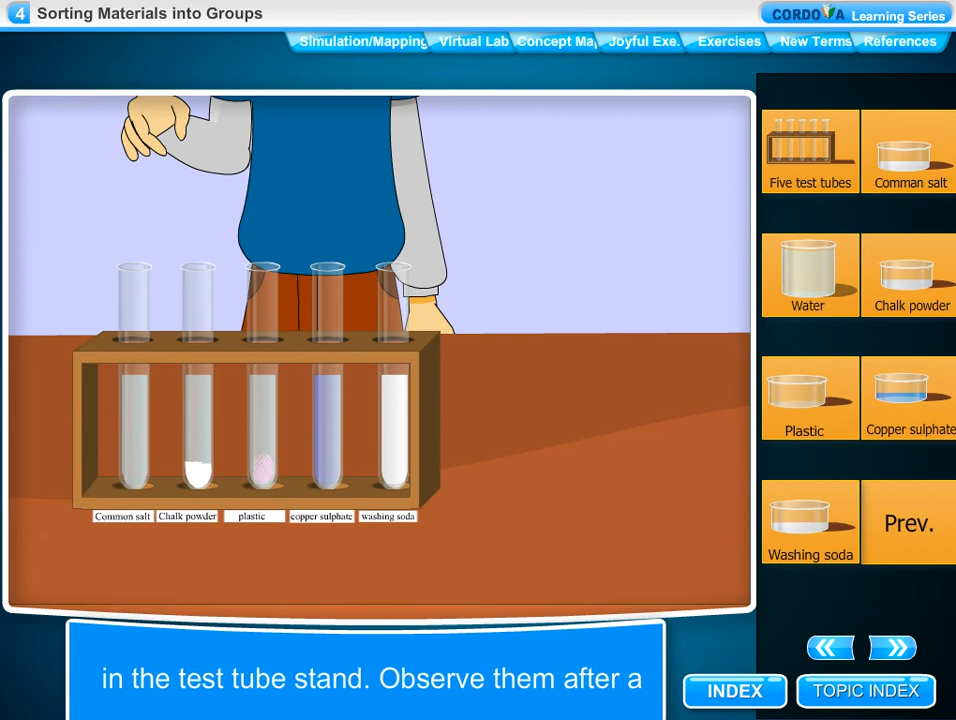 4 Sorting Materials into Groups
CORDOVA Learning Series
Simulation/Mapping Virtual Lab Concept Ma Joyful Exe. Exercises New Terms References
Five test tubes
Comman salt
Water
Chalk powder
Plastic
Copper sulphate
Washing soda
Prev.
Common salt Chalk powder plastic copper sulphate washing soda
in the test tube stand. Observe them after a
INDEX
TOPIC INDEX